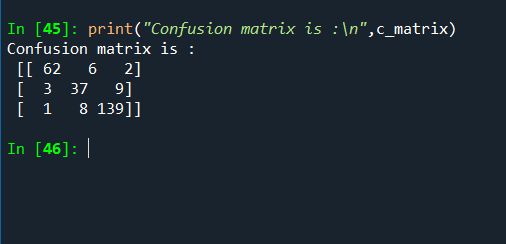 In [45]: print("Confusion matrix is :\n",c_matrix)
Confusion matrix is :
[[ 62 6 2]
[ 3 37 9]
[ 1 8 139]]
In [46]: